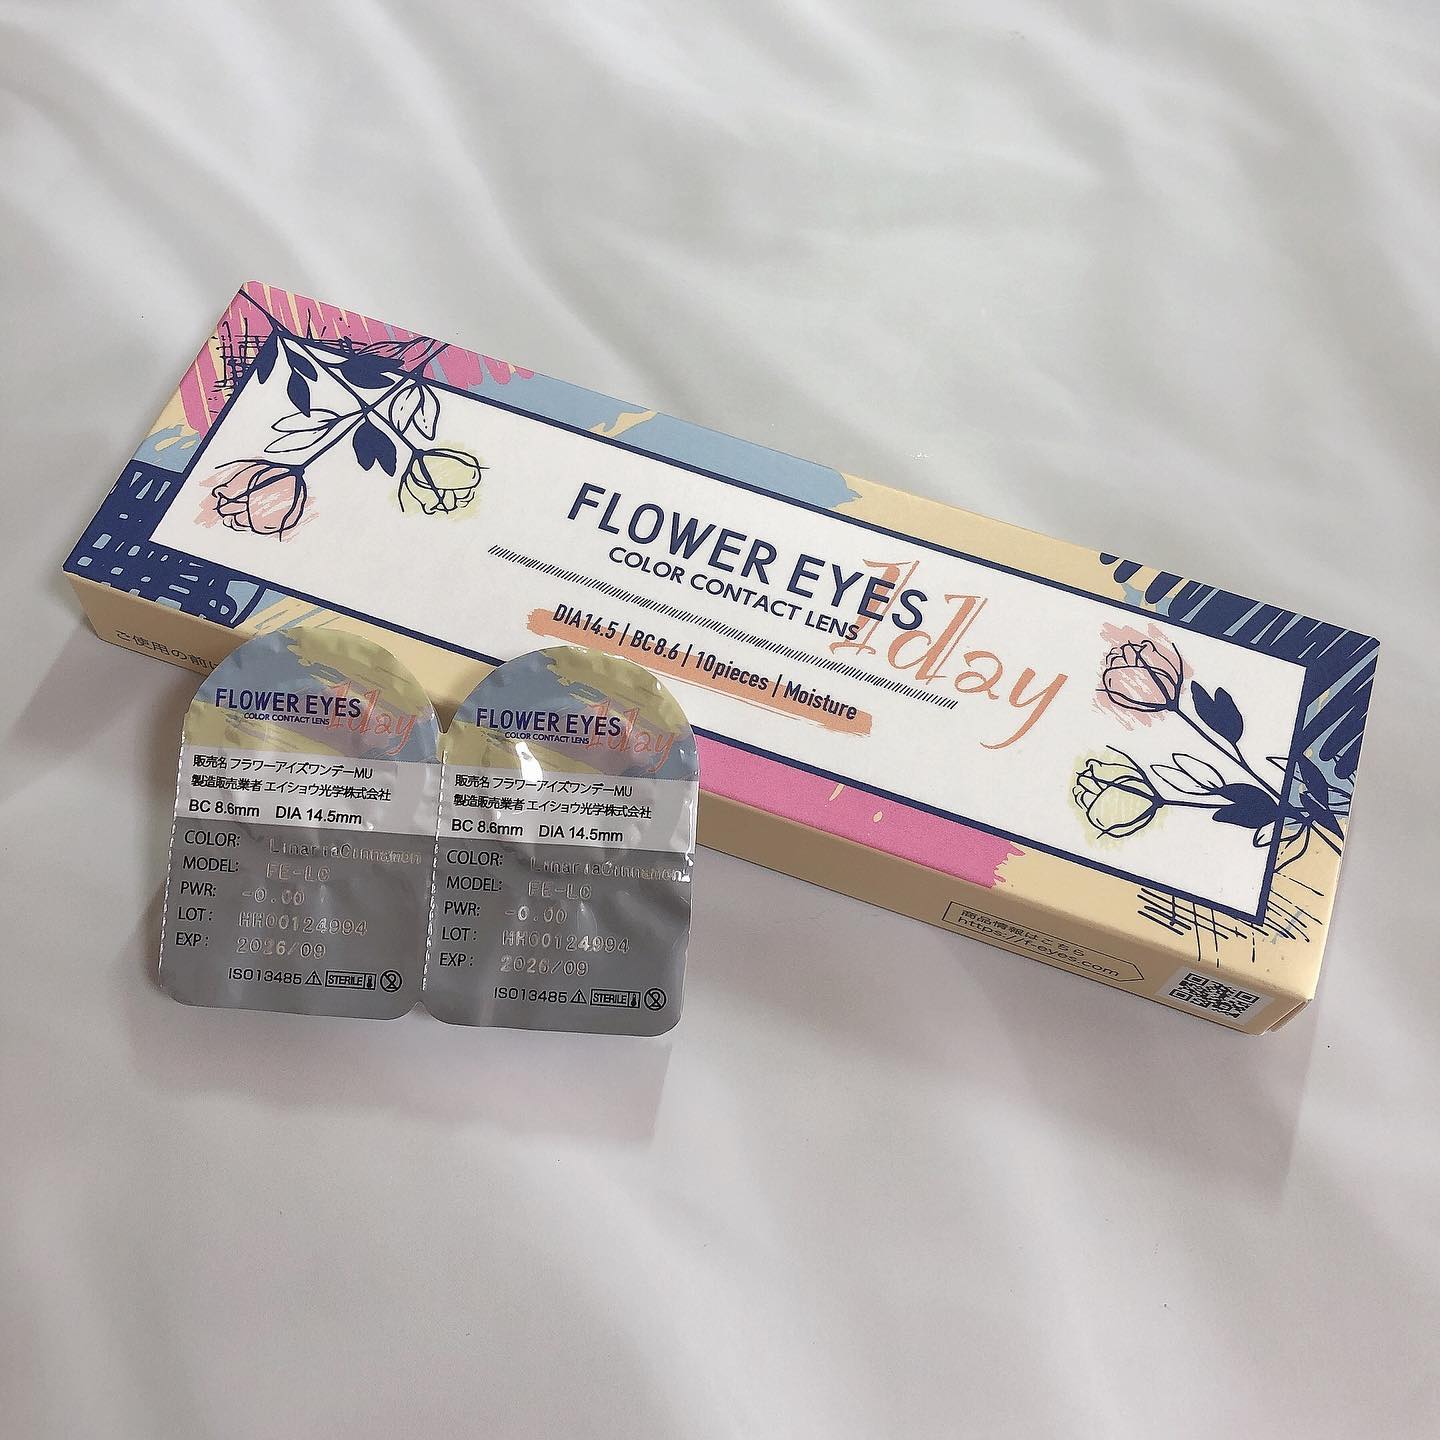 FLOWER EYES
1day
COLOR CONTACT LENS
DIA14.5 | BC8.6 | 10pieces | Moisture
ご使用の前に
商品情報はこちら
https://f-eyes.com
FLOWER EYES
1day
COLOR CONTACT LENS
販売名 フラワーアイズワンデーMU
製造販売業者 エイショウ光学株式会社
BC 8.6mm DIA 14.5mm
COLOR: LinariaCinnamon
MODEL: FE-LC
PWR: -0.00
LOT: HH00124994
EXP: 2026/09
ISO13485 STERILE
FLOWER EYES
1day
COLOR CONTACT LENS
販売名 フラワーアイズワンデーMU
製造販売業者 エイショウ光学株式会社
BC 8.6mm DIA 14.5mm
COLOR: LinariaCinnamon
MODEL: FE-LC
PWR: -0.00
LOT: HH00124994
EXP: 2026/09
ISO13485 STERILE